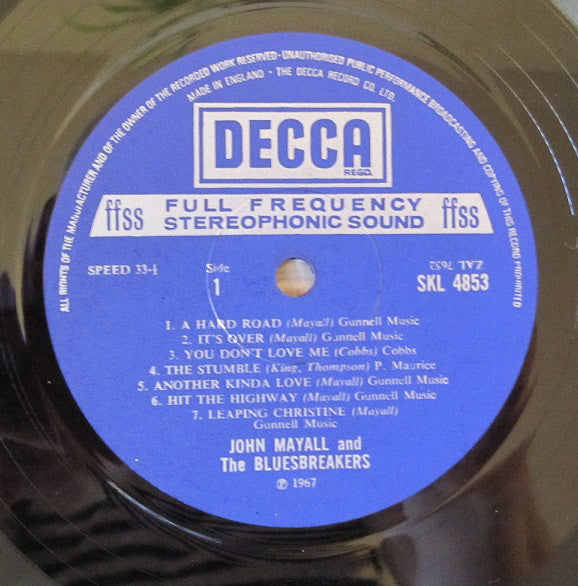 ALL RIGHTS OF THE MANUFACTURER AND OF THE OWNER OF THE RECORDED WORK RESERVED · UNAUTHORISED PUBLIC PERFORMANCE BROADCASTING AND COPYING OF THIS RECORD PROHIBITED
MADE IN ENGLAND · THE DECCA RECORD CO. LTD.
DECCA
REGD.
ffss FULL FREQUENCY STEREOPHONIC SOUND ffss
SPEED 33⅓
Side 1
ZAL 7652
SKL 4853
1. A HARD ROAD (Mayall) Gunnell Music
2. IT'S OVER (Mayall) Gunnell Music
3. YOU DON'T LOVE ME (Cobbs) Cobbs
4. THE STUMBLE (King, Thompson) P. Maurice
5. ANOTHER KINDA LOVE (Mayall) Gunnell Music
6. HIT THE HIGHWAY (Mayall) Gunnell Music
7. LEAPING CHRISTINE (Mayall)
Gunnell Music
JOHN MAYALL and
The BLUESBREAKERS
℗ 1967